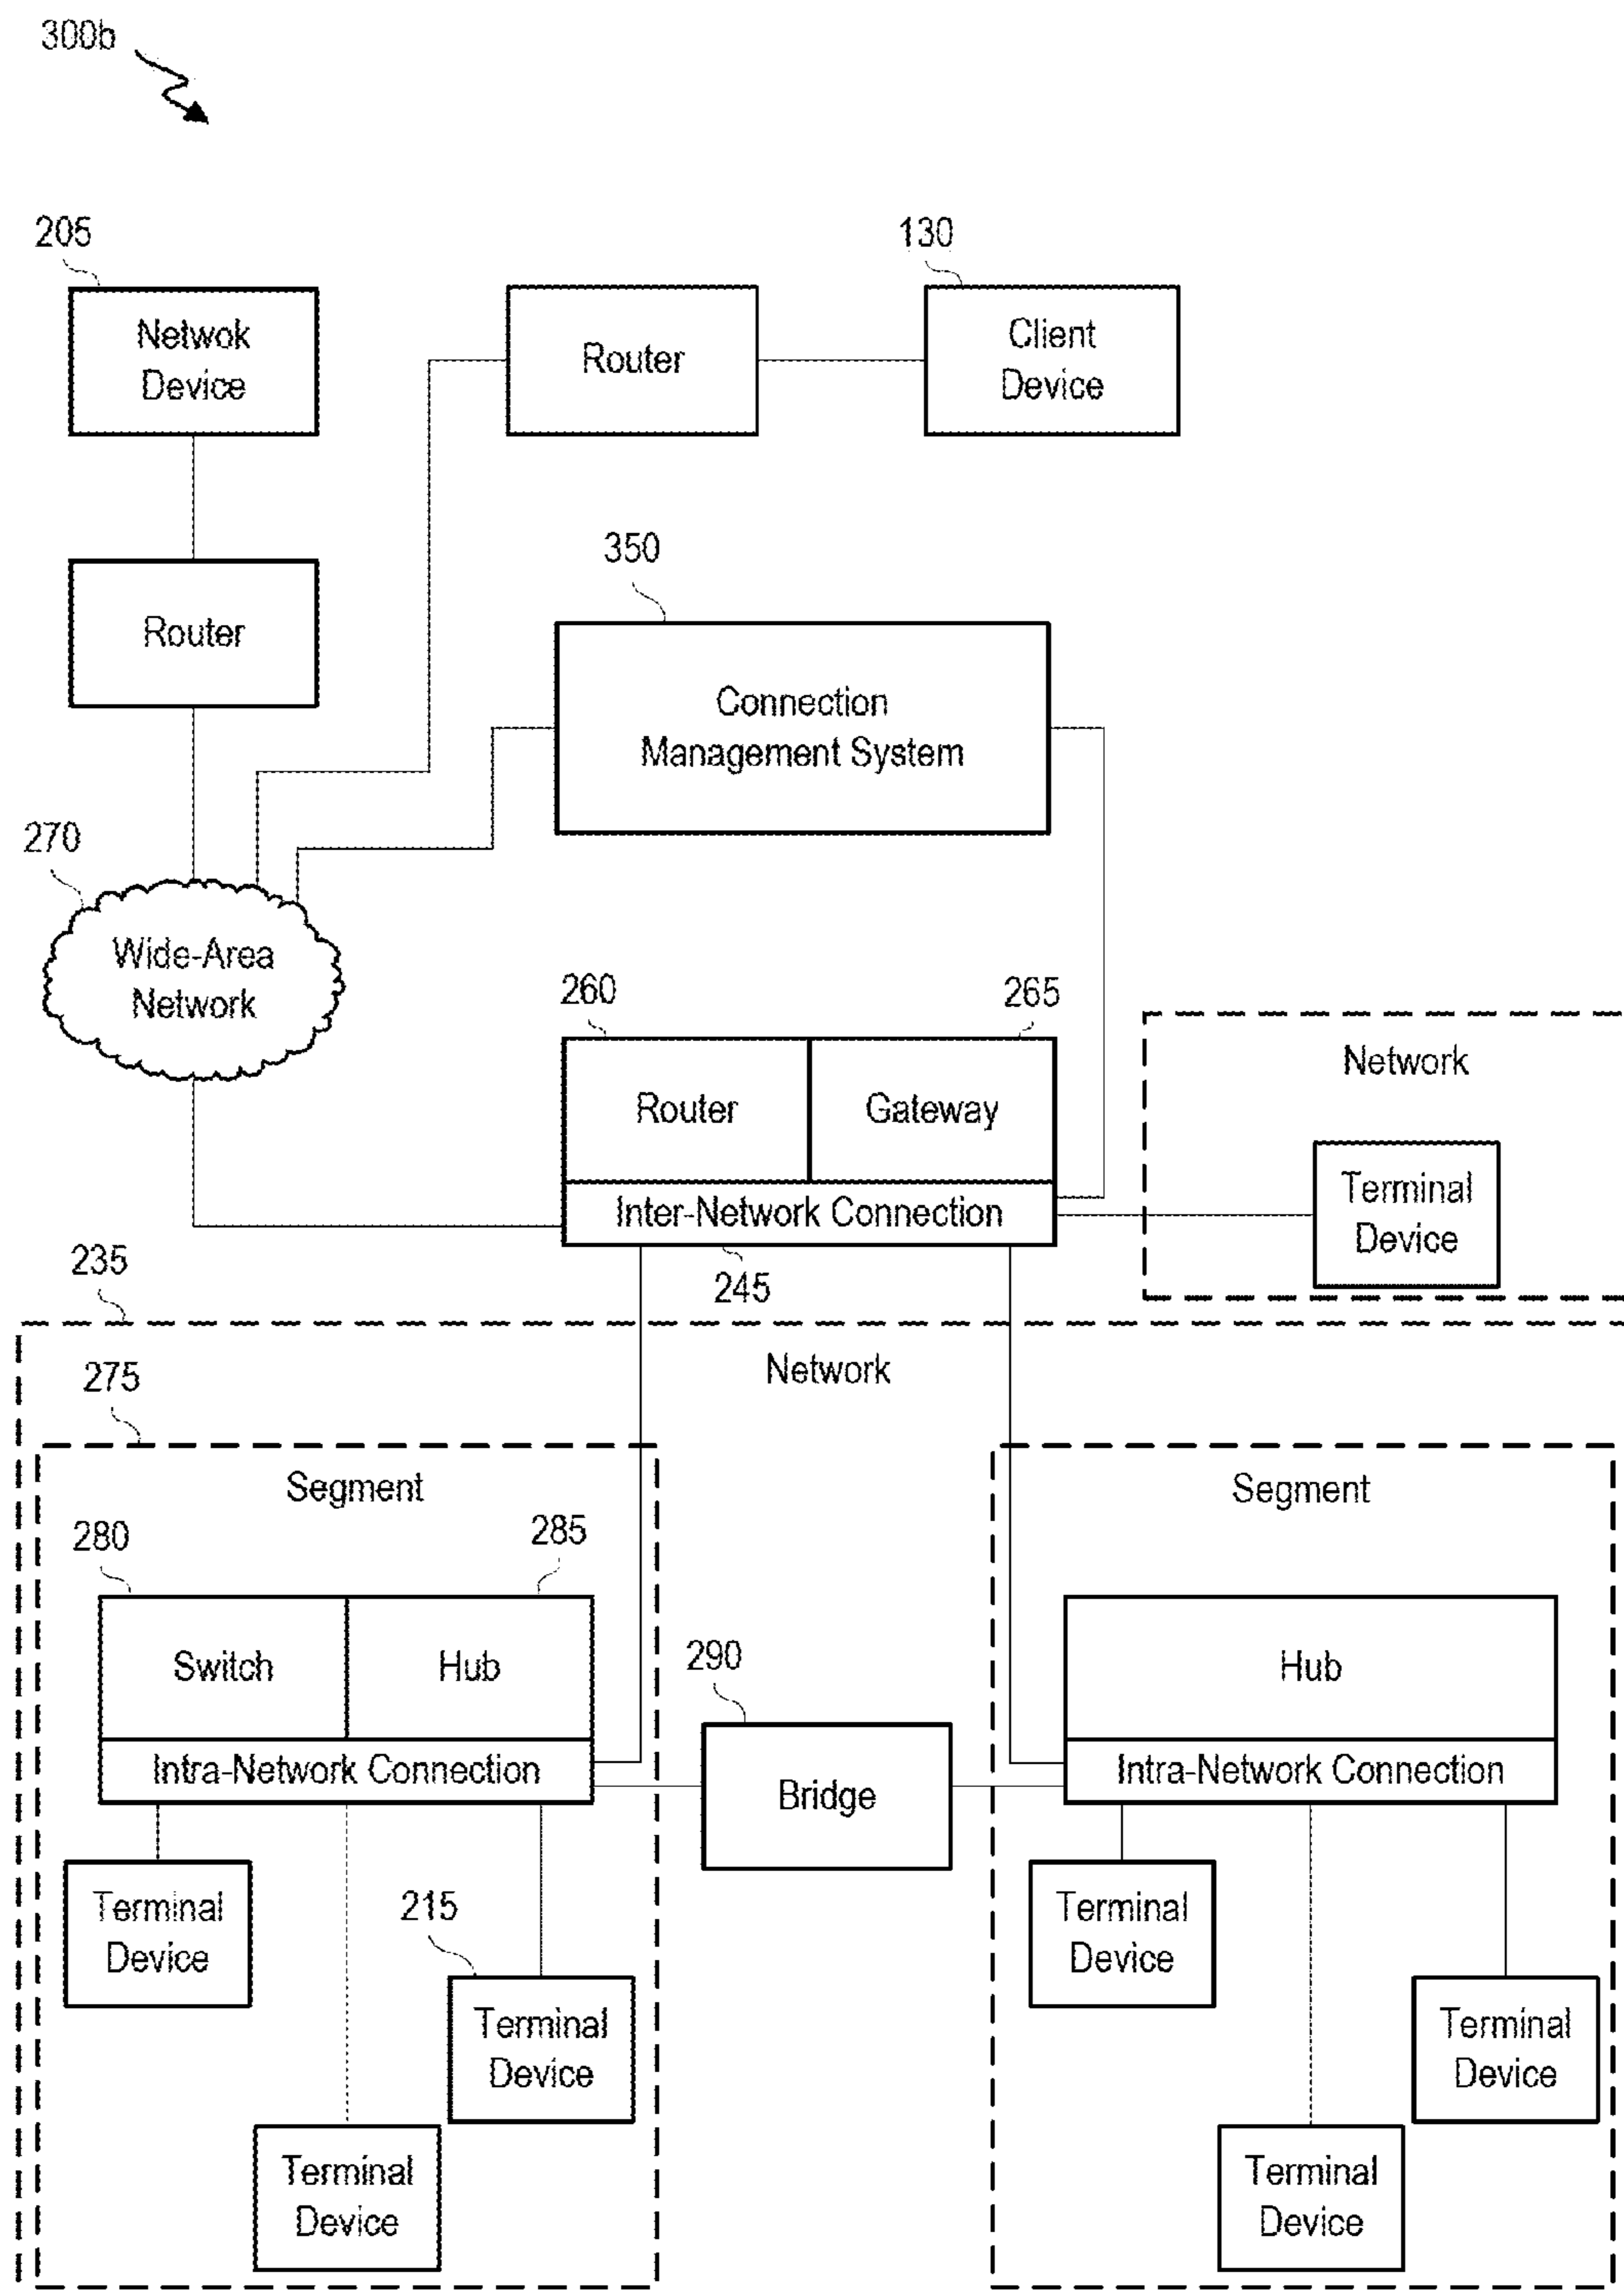 300b
205
130
Netwok
Device
Router
Client
Device
350
Router
Connection
Management System
270
Wide-Area
Network
260
265
Router
Gateway
Inter-Network Connection
245
Network
Terminal
Device
235
Network
275
Segment
Segment
280
285
Switch
Hub
Intra-Network Connection
290
Bridge
Hub
Intra-Network Connection
Terminal
Device
215
Terminal
Device
Terminal
Device
Terminal
Device
Terminal
Device
Terminal
Device